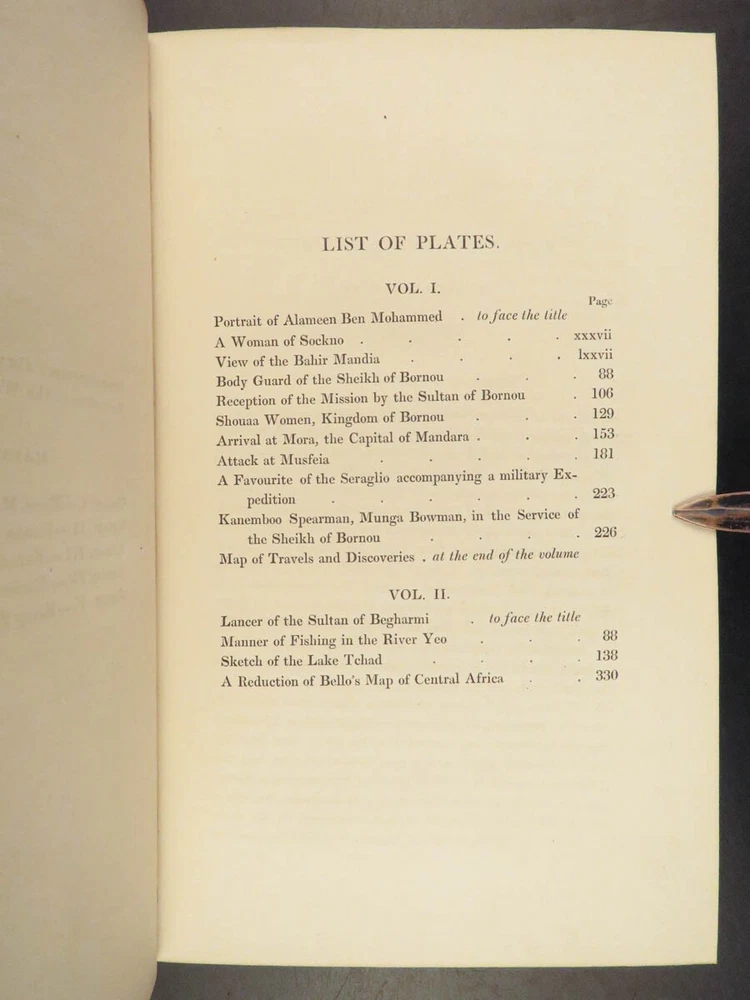 LIST OF PLATES.
VOL. I.
Page
Portrait of Alameen Ben Mohammed . to face the title
A Woman of Sockno . . . . . xxxvii
View of the Bahir Mandia . . . . lxxvii
Body Guard of the Sheikh of Bornou . . . 88
Reception of the Mission by the Sultan of Bornou . 106
Shouaa Women, Kingdom of Bornou . . . 129
Arrival at Mora, the Capital of Mandara . . . 153
Attack at Musfeia . . . . . 181
A Favourite of the Seraglio accompanying a military Ex-
pedition . . . . . . 223
Kanemboo Spearman, Munga Bowman, in the Service of
the Sheikh of Bornou . . . . 226
Map of Travels and Discoveries . at the end of the volume
VOL. II.
Lancer of the Sultan of Begharmi . to face the title
Manner of Fishing in the River Yeo . . . 88
Sketch of the Lake Tchad . . . . 138
A Reduction of Bello's Map of Central Africa . . 330